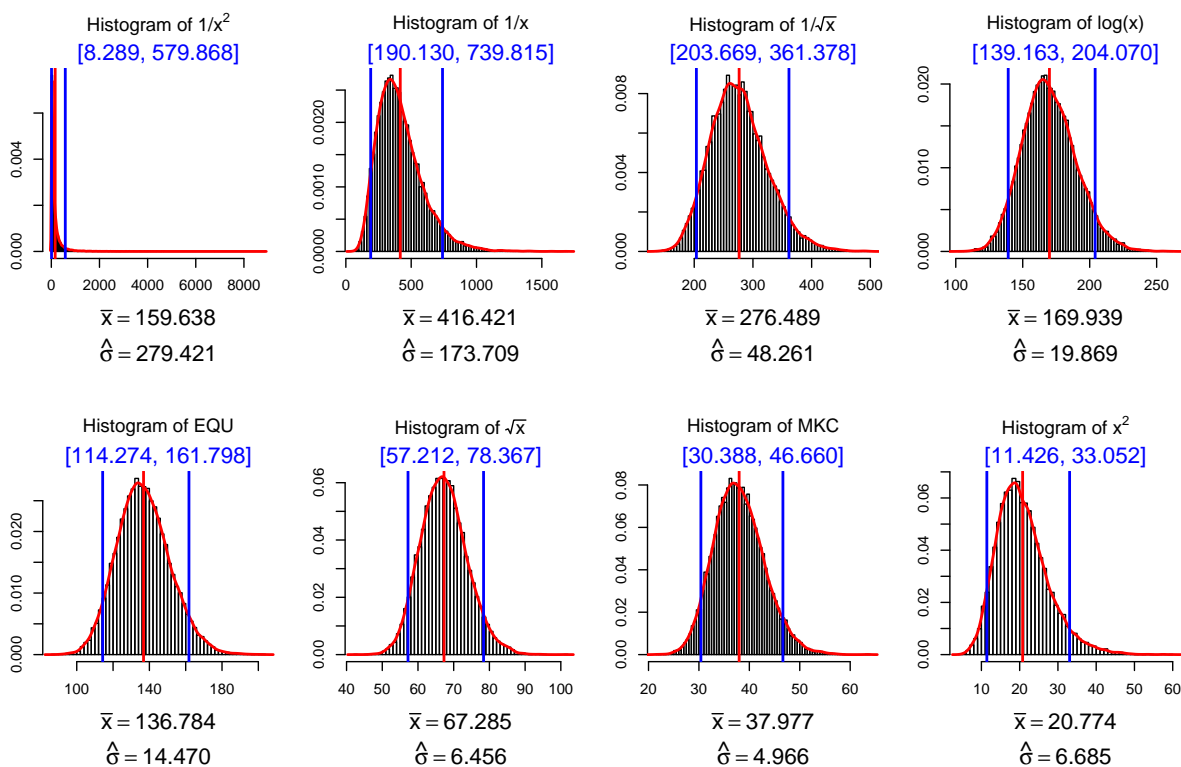 Histogram of 1/x²
[8.289, 579.868]
0.000 0.004
0 2000 4000 6000 8000
x̄ = 159.638
σ̂ = 279.421
Histogram of 1/x
[190.130, 739.815]
0.0000 0.0010 0.0020
0 500 1000 1500
x̄ = 416.421
σ̂ = 173.709
Histogram of 1/√x
[203.669, 361.378]
0.000 0.004 0.008
200 300 400 500
x̄ = 276.489
σ̂ = 48.261
Histogram of log(x)
[139.163, 204.070]
0.000 0.010 0.020
100 150 200 250
x̄ = 169.939
σ̂ = 19.869
Histogram of EQU
[114.274, 161.798]
0.000 0.010 0.020
100 140 180
x̄ = 136.784
σ̂ = 14.470
Histogram of √x
[57.212, 78.367]
0.00 0.02 0.04 0.06
40 50 60 70 80 90 100
x̄ = 67.285
σ̂ = 6.456
Histogram of MKC
[30.388, 46.660]
0.00 0.02 0.04 0.06 0.08
20 30 40 50 60
x̄ = 37.977
σ̂ = 4.966
Histogram of x²
[11.426, 33.052]
0.00 0.02 0.04 0.06
10 20 30 40 50 60
x̄ = 20.774
σ̂ = 6.685